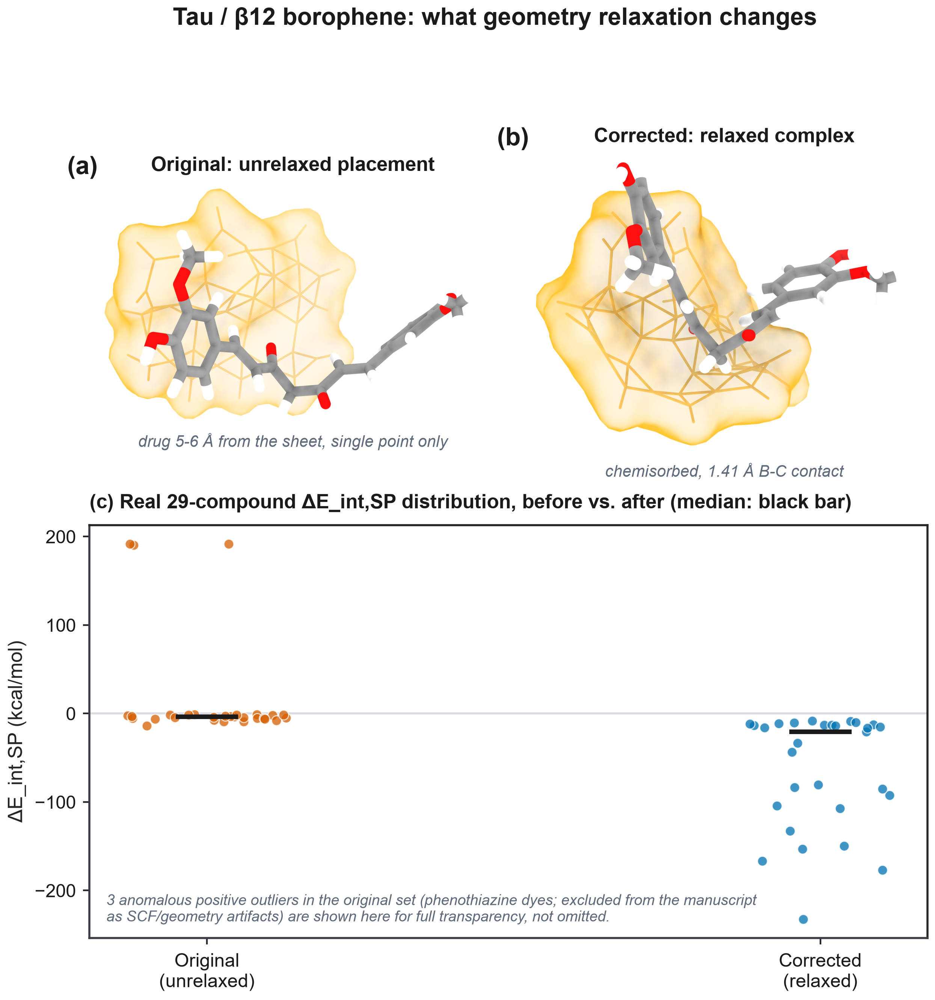 Tau / β12 borophene: what geometry relaxation changes
(a)
Original: unrelaxed placement
(b)
Corrected: relaxed complex
drug 5-6 Å from the sheet, single point only
chemisorbed, 1.41 Å B-C contact
(c) Real 29-compound ΔE_int,SP distribution, before vs. after (median: black bar)
ΔE_int,SP (kcal/mol)
200
100
0
−100
−200
3 anomalous positive outliers in the original set (phenothiazine dyes; excluded from the manuscript
as SCF/geometry artifacts) are shown here for full transparency, not omitted.
Original
(unrelaxed)
Corrected
(relaxed)